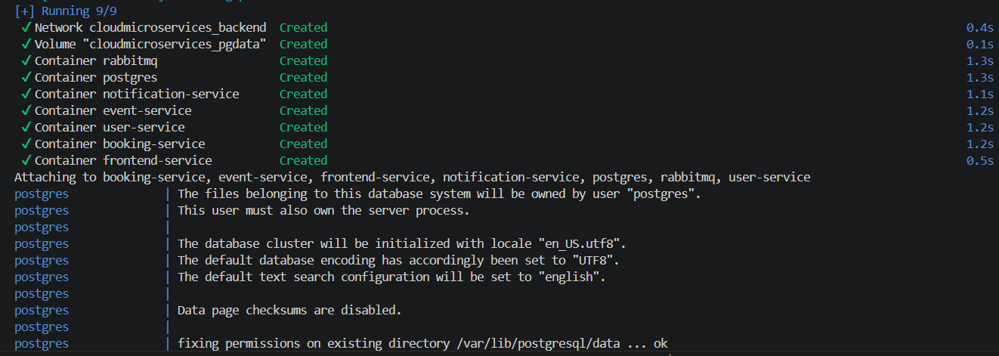 [+] Running 9/9
✓ Network cloudmicroservices_backend Created 0.4s
✓ Volume "cloudmicroservices_pgdata" Created 0.1s
✓ Container rabbitmq Created 1.3s
✓ Container postgres Created 1.3s
✓ Container notification-service Created 1.1s
✓ Container event-service Created 1.2s
✓ Container user-service Created 1.2s
✓ Container booking-service Created 1.2s
✓ Container frontend-service Created 0.5s
Attaching to booking-service, event-service, frontend-service, notification-service, postgres, rabbitmq, user-service
postgres | The files belonging to this database system will be owned by user "postgres".
postgres | This user must also own the server process.
postgres |
postgres | The database cluster will be initialized with locale "en_US.utf8".
postgres | The default database encoding has accordingly been set to "UTF8".
postgres | The default text search configuration will be set to "english".
postgres |
postgres | Data page checksums are disabled.
postgres |
postgres | fixing permissions on existing directory /var/lib/postgresql/data ... ok